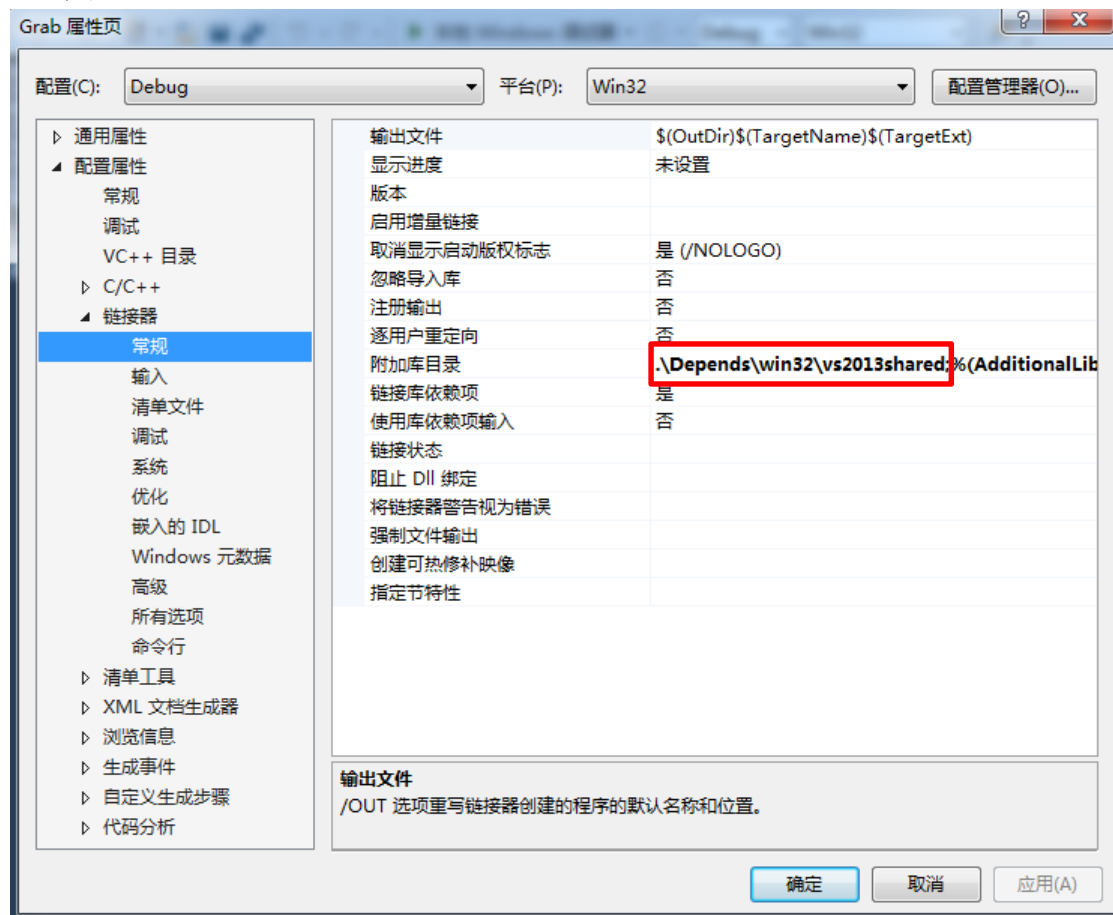 Grab 属性页
配置(C): Debug 平台(P): Win32 配置管理器(O)...
通用属性
配置属性
常规
调试
VC++ 目录
C/C++
链接器
常规
输入
清单文件
调试
系统
优化
嵌入的 IDL
Windows 元数据
高级
所有选项
命令行
清单工具
XML 文档生成器
浏览信息
生成事件
自定义生成步骤
代码分析
输出文件 $(OutDir)$(TargetName)$(TargetExt)
显示进度 未设置
版本
启用增量链接
取消显示启动版权标志 是 (/NOLOGO)
忽略导入库 否
注册输出 否
逐用户重定向 否
附加库目录 .\Depends\win32\vs2013shared;%(AdditionalLib
链接库依赖项 是
使用库依赖项输入 否
链接状态
阻止 Dll 绑定
将链接器警告视为错误
强制文件输出
创建可热修补映像
指定节特性
输出文件
/OUT 选项重写链接器创建的程序的默认名称和位置。
确定 取消 应用(A)